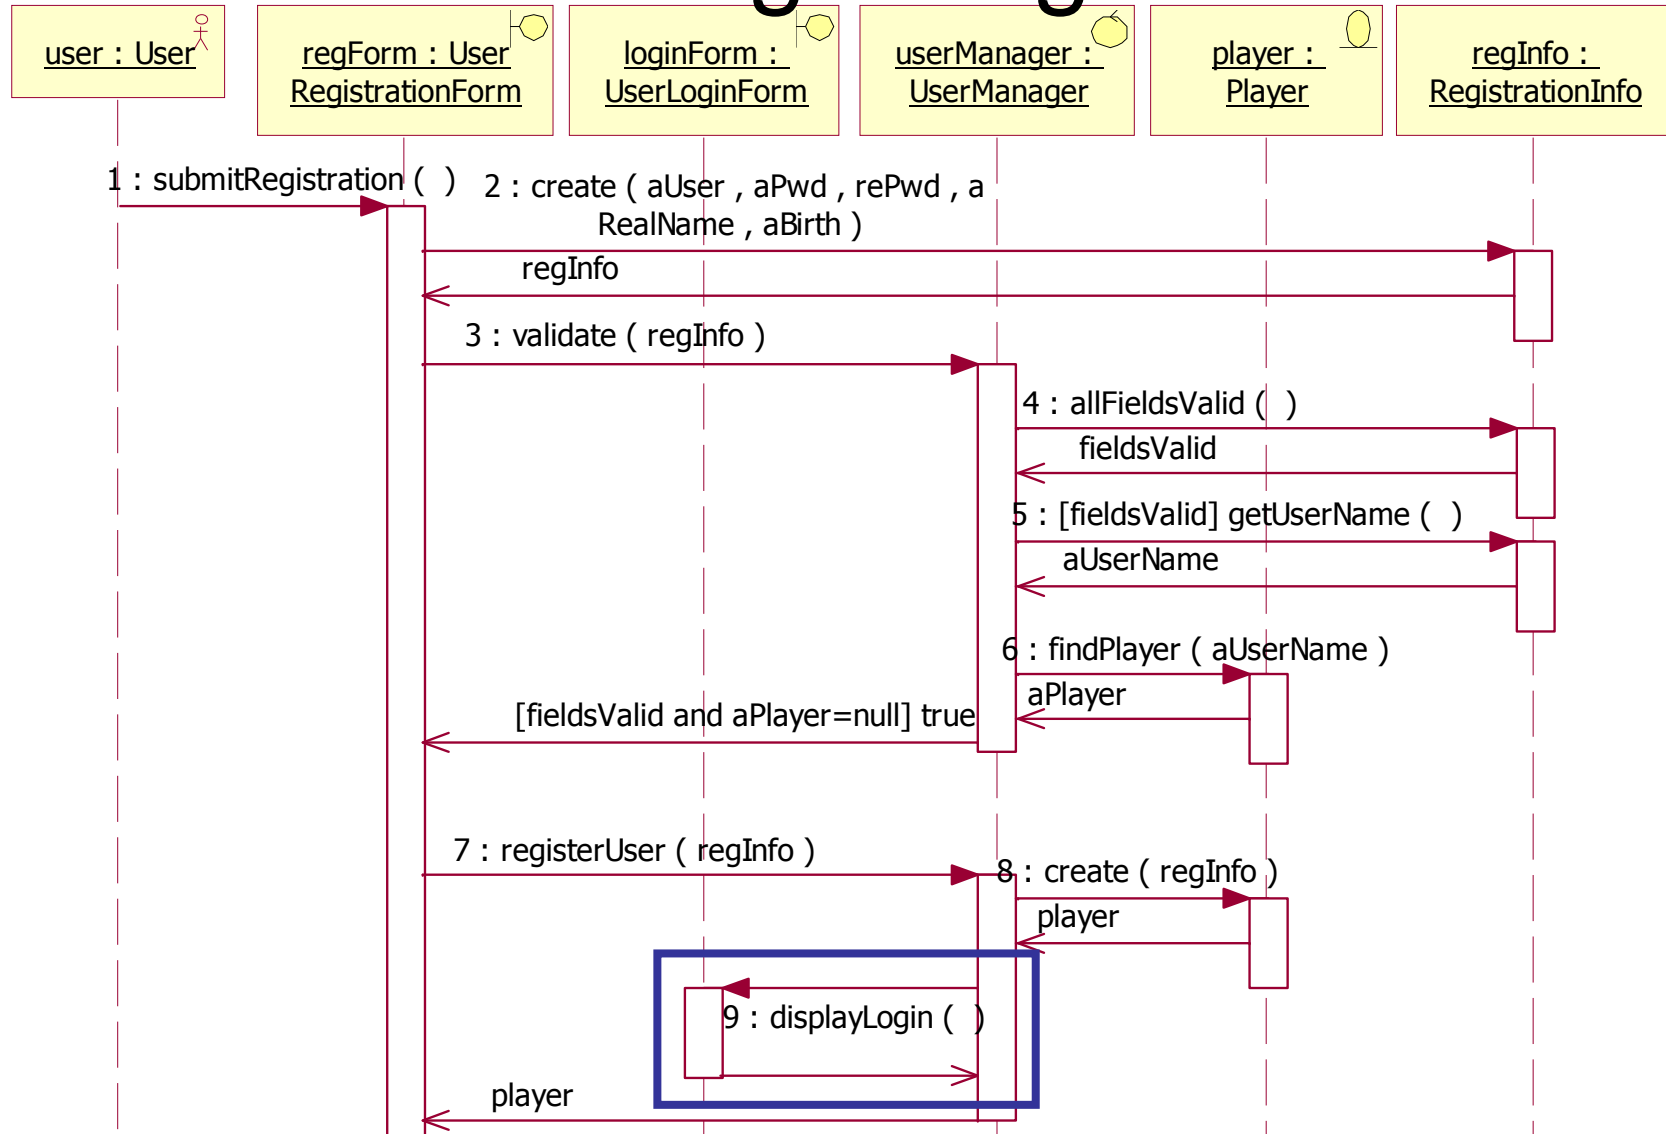 user : User
regForm : User
RegistrationForm
loginForm :
UserLoginForm
userManager :
UserManager
player :
Player
regInfo :
RegistrationInfo
1 : submitRegistration ( )
2 : create ( aUser , aPwd , rePwd , a
RealName , aBirth )
regInfo
3 : validate ( regInfo )
4 : allFieldsValid ( )
fieldsValid
5 : [fieldsValid] getUserName ( )
aUserName
6 : findPlayer ( aUserName )
aPlayer
[fieldsValid and aPlayer=null] true
7 : registerUser ( regInfo )
8 : create ( regInfo )
player
9 : displayLogin ( )
player